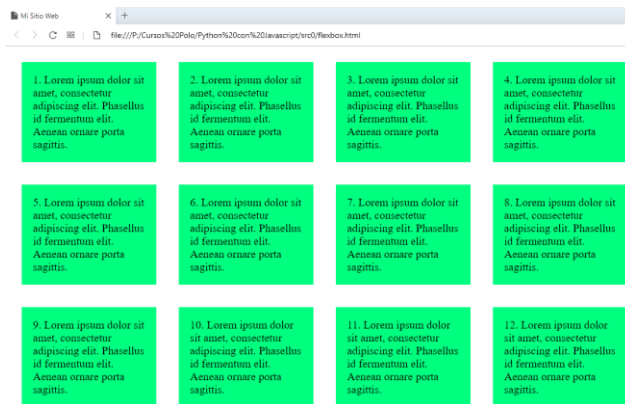 Mi Sitio Web
file:///P:/Cursos%20Polo/Python%20con%20Javascript/src0/flexbox.html
1. Lorem ipsum dolor sit
amet, consectetur
adipiscing elit. Phasellus
id fermentum elit.
Aenean ornare porta
sagittis.
2. Lorem ipsum dolor sit
amet, consectetur
adipiscing elit. Phasellus
id fermentum elit.
Aenean ornare porta
sagittis.
3. Lorem ipsum dolor sit
amet, consectetur
adipiscing elit. Phasellus
id fermentum elit.
Aenean ornare porta
sagittis.
4. Lorem ipsum dolor sit
amet, consectetur
adipiscing elit. Phasellus
id fermentum elit.
Aenean ornare porta
sagittis.
5. Lorem ipsum dolor sit
amet, consectetur
adipiscing elit. Phasellus
id fermentum elit.
Aenean ornare porta
sagittis.
6. Lorem ipsum dolor sit
amet, consectetur
adipiscing elit. Phasellus
id fermentum elit.
Aenean ornare porta
sagittis.
7. Lorem ipsum dolor sit
amet, consectetur
adipiscing elit. Phasellus
id fermentum elit.
Aenean ornare porta
sagittis.
8. Lorem ipsum dolor sit
amet, consectetur
adipiscing elit. Phasellus
id fermentum elit.
Aenean ornare porta
sagittis.
9. Lorem ipsum dolor sit
amet, consectetur
adipiscing elit. Phasellus
id fermentum elit.
Aenean ornare porta
sagittis.
10. Lorem ipsum dolor
sit amet, consectetur
adipiscing elit. Phasellus
id fermentum elit.
Aenean ornare porta
sagittis.
11. Lorem ipsum dolor
sit amet, consectetur
adipiscing elit. Phasellus
id fermentum elit.
Aenean ornare porta
sagittis.
12. Lorem ipsum dolor
sit amet, consectetur
adipiscing elit. Phasellus
id fermentum elit.
Aenean ornare porta
sagittis.